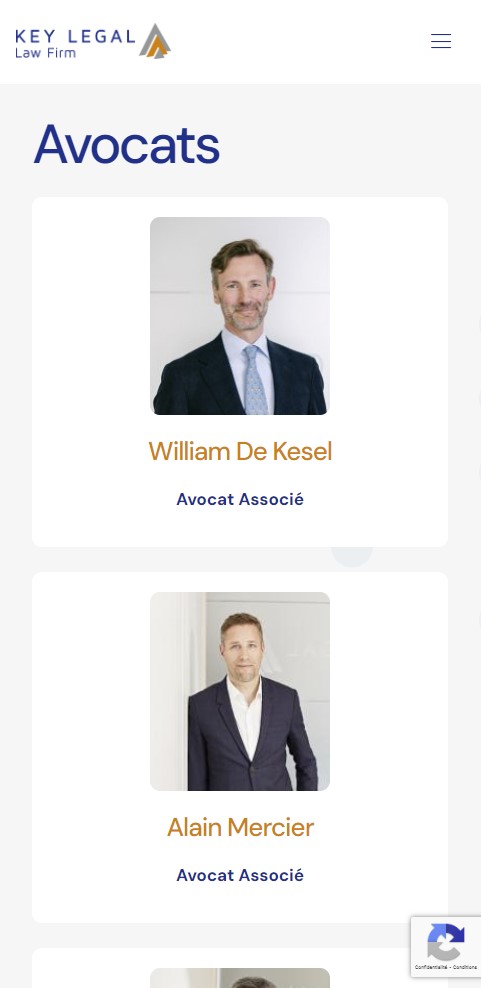 KEY LEGAL
Law Firm
Avocats
William De Kesel
Avocat Associé
Alain Mercier
Avocat Associé
Confidentialité - Conditions